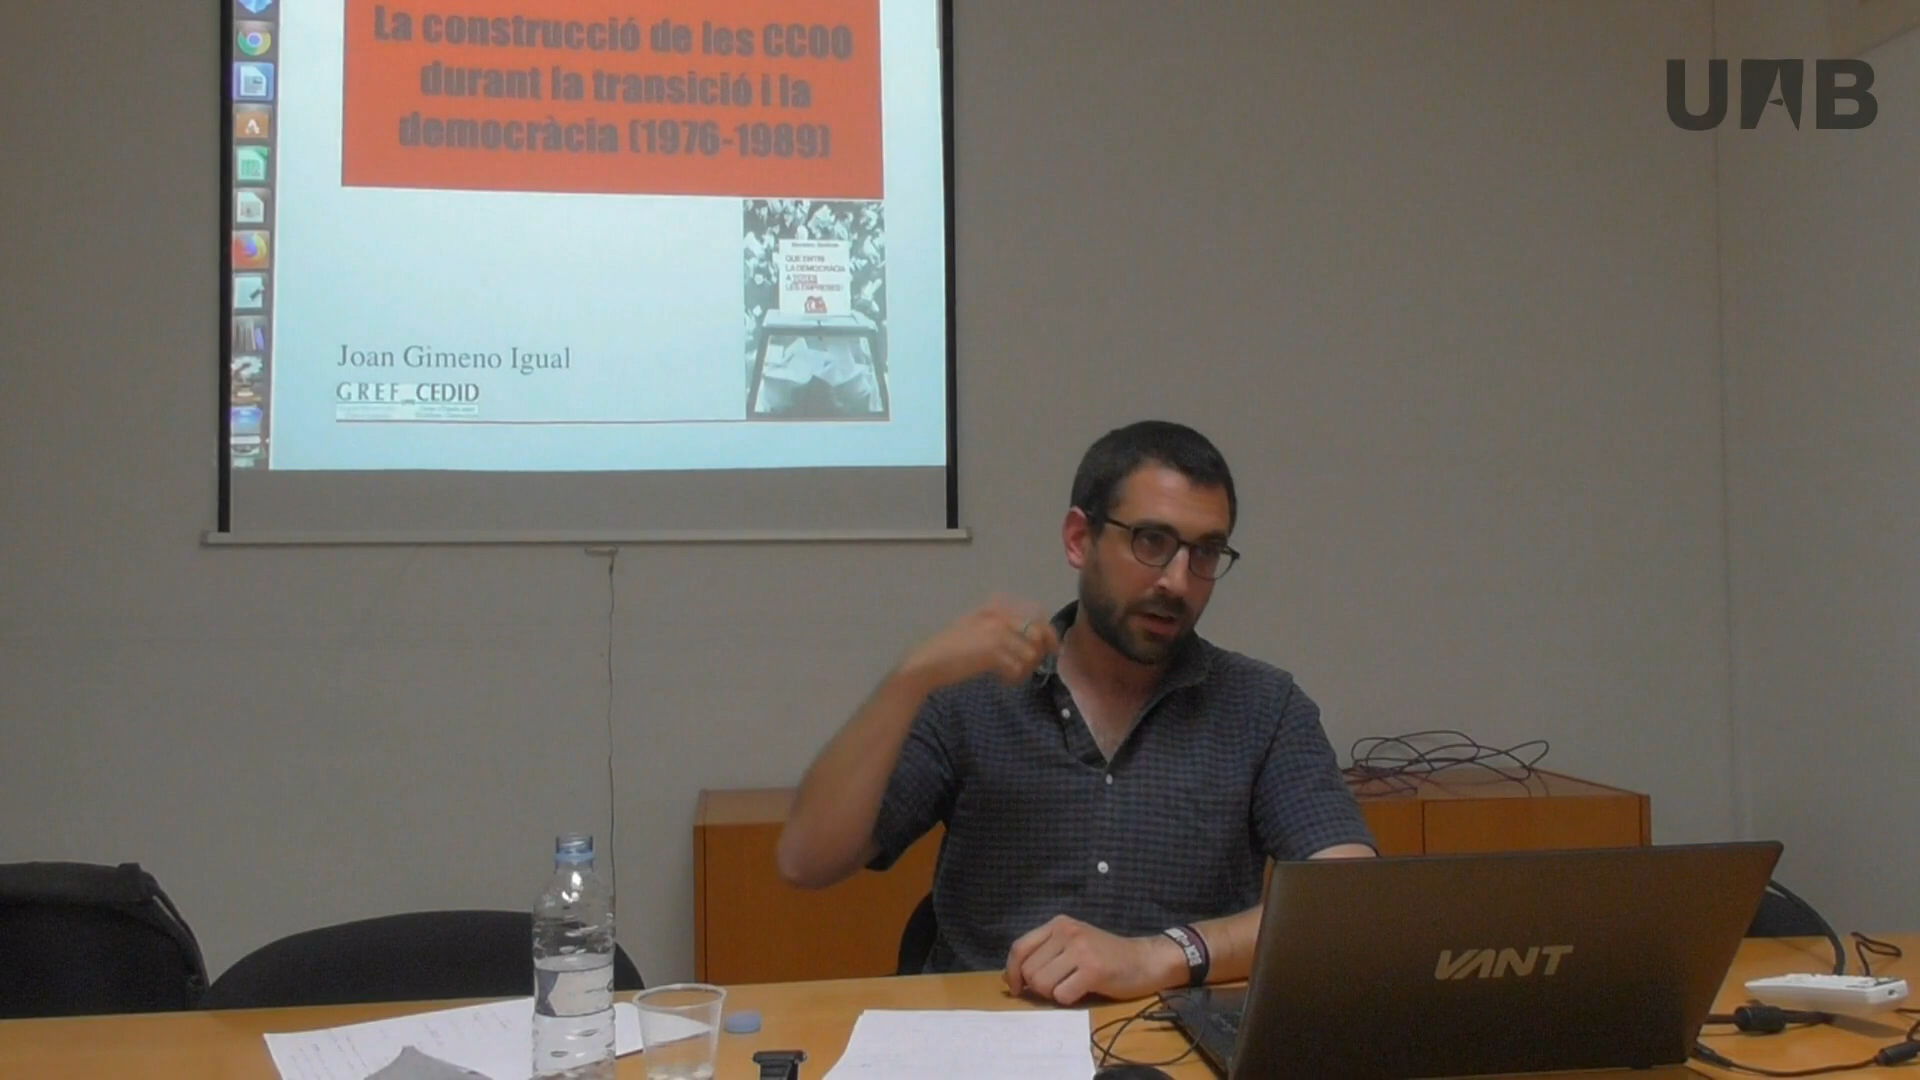 La construcció de les CCOO
durant la transició i la
democràcia (1976-1989)
UAB
QUE ENTRI
LA DEMOCRÀCIA
A TOTES
LES EMPRESES!
Joan Gimeno Igual
GREF CEDID
VANT